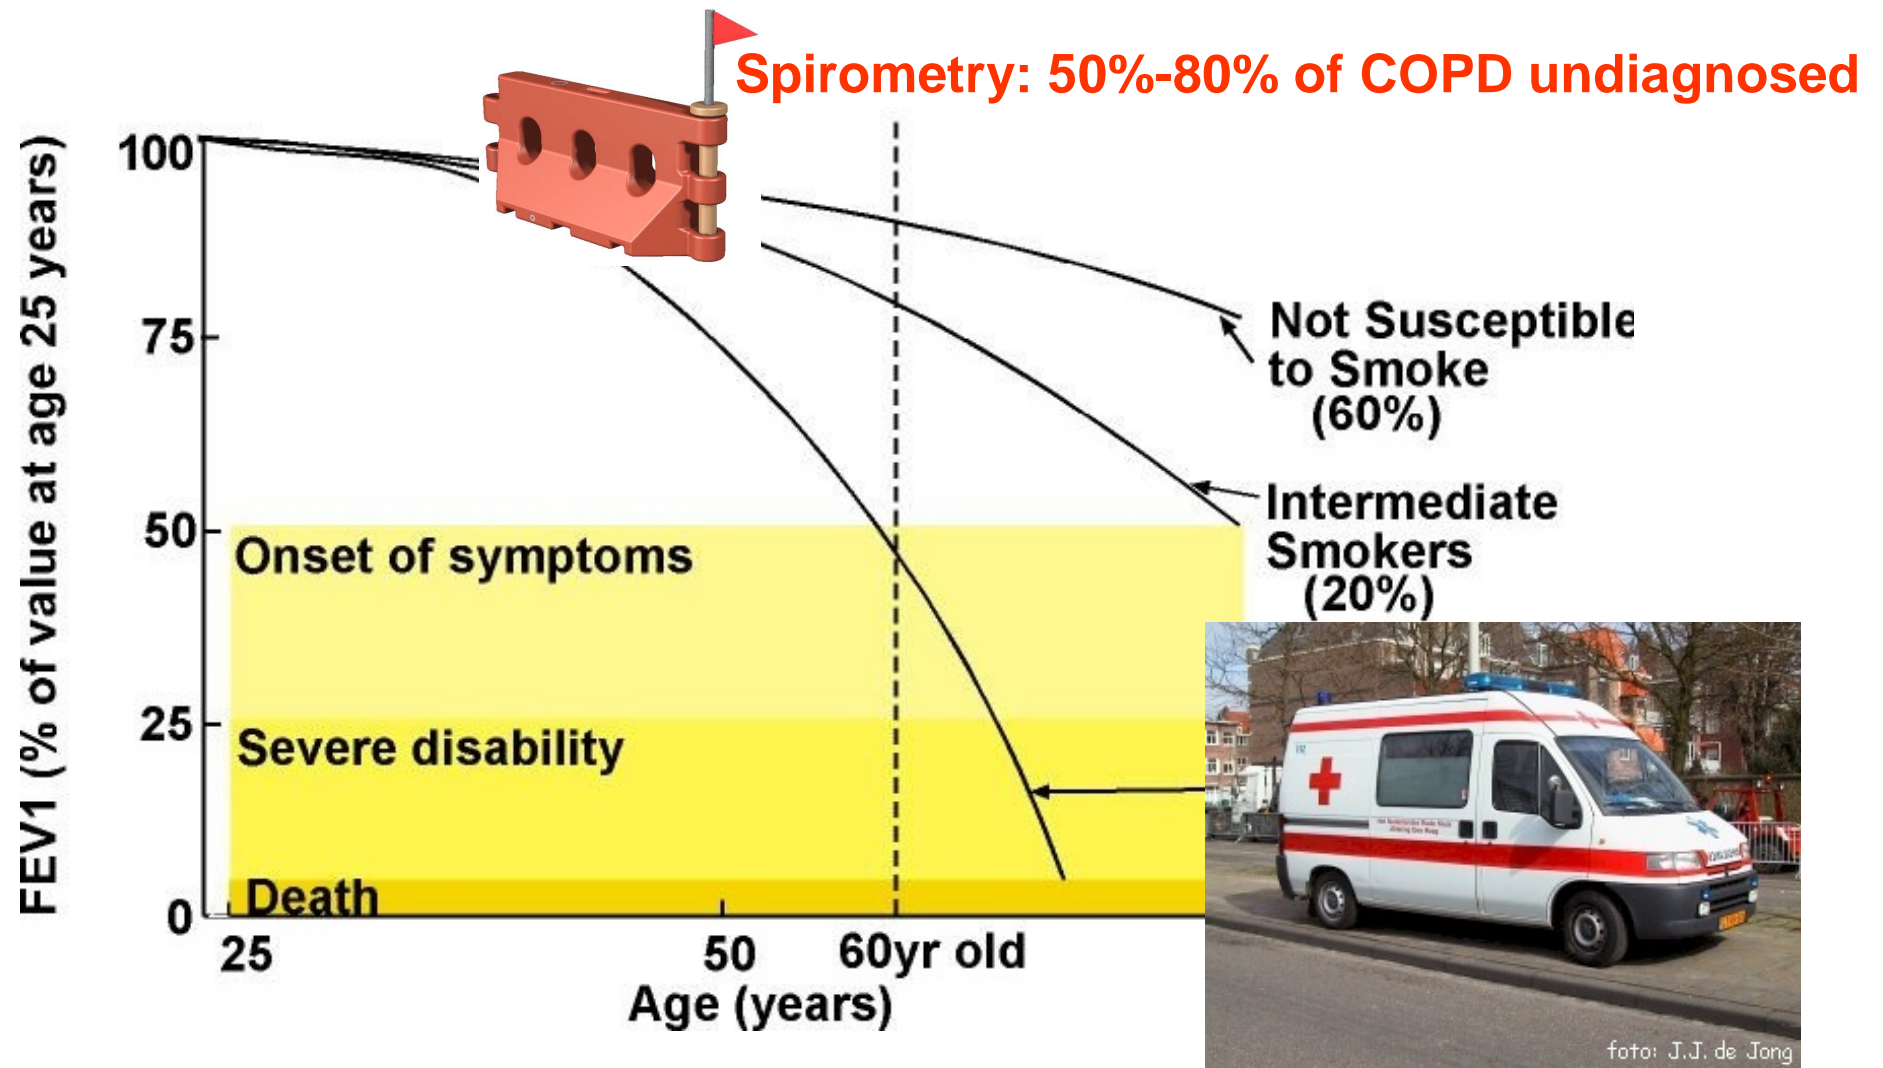 Spirometry: 50%-80% of COPD undiagnosed
FEV1 (% of value at age 25 years)
100
75
50
25
0
Onset of symptoms
Severe disability
Death
Not Susceptible
to Smoke
(60%)
Intermediate
Smokers
(20%)
25
50
60yr old
Age (years)
foto: J.J. de Jong